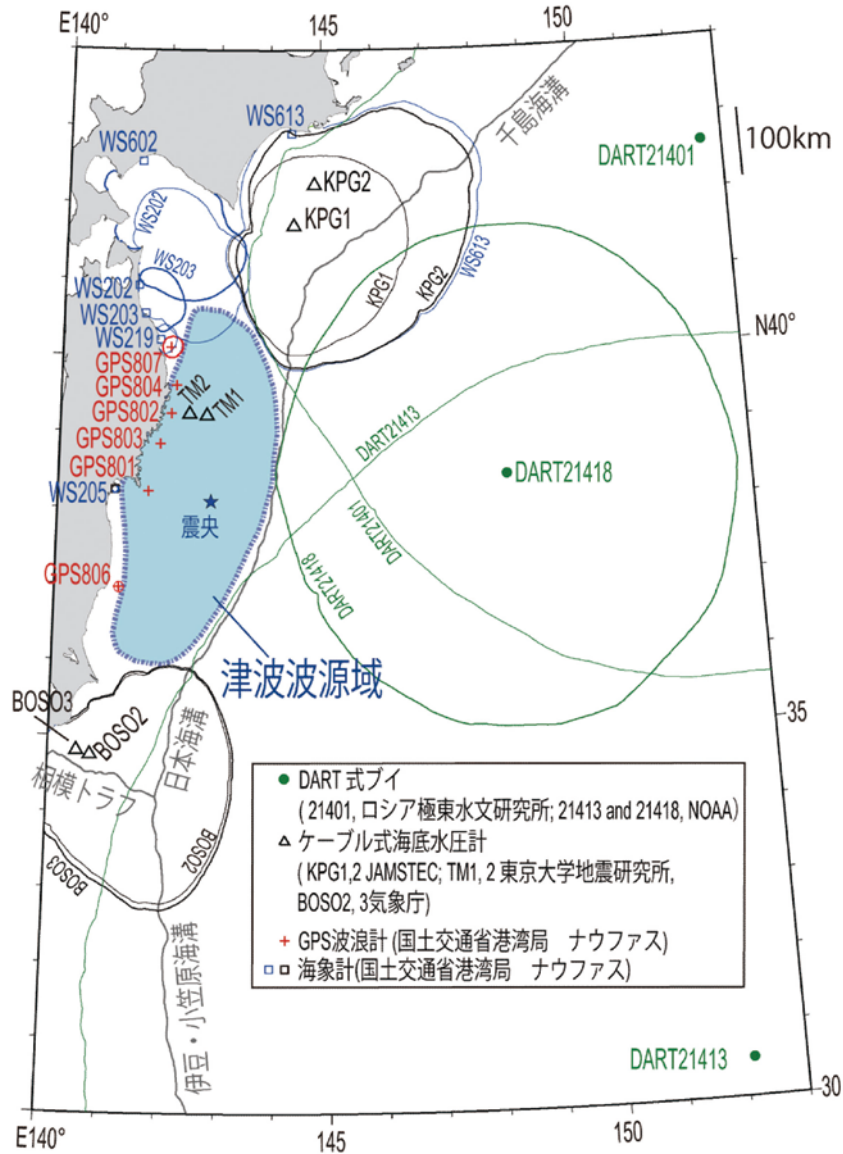 E140°
145
150
千島海溝
100km
WS613
DART21401
WS602
KPG2
KPG1
WS202
WS203
KPG1
KPG2
WS613
WS202
WS203
WS219
N40°
GPS807
GPS804
TM2
TM1
GPS802
DART21413
GPS803
GPS801
DART21418
WS205
震央
DART21401
DART21418
GPS806
津波波源域
BOSO3
BOSO2
日本海溝
35
相模トラフ
BOSO2
BOSO3
DART 式ブイ
( 21401, ロシア極東水文研究所; 21413 and 21418, NOAA)
ケーブル式海底水圧計
( KPG1,2 JAMSTEC; TM1, 2 東京大学地震研究所,
BOSO2, 3気象庁)
GPS波浪計 (国土交通省港湾局　ナウファス)
海象計(国土交通省港湾局　ナウファス)
伊豆・小笠原海溝
DART21413
30
E140°
145
150